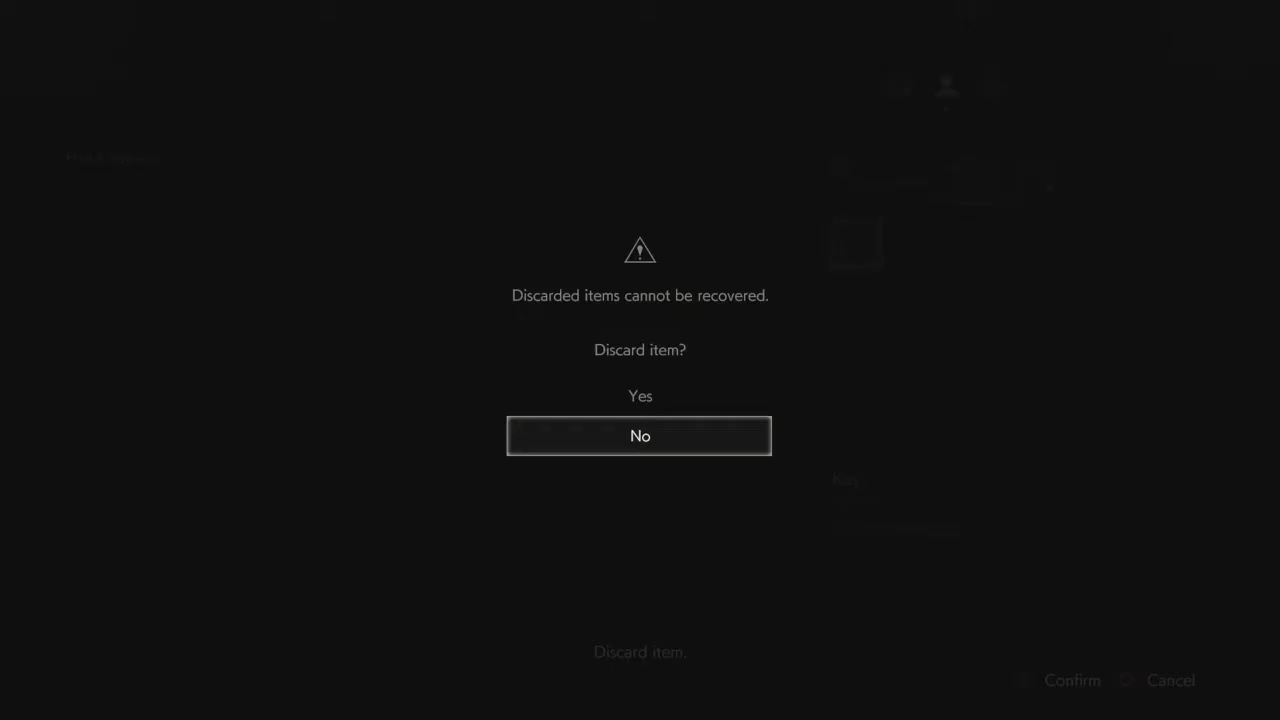 Discarded items cannot be recovered.
Discard item?
Yes
No
Discard item.
Confirm
Cancel